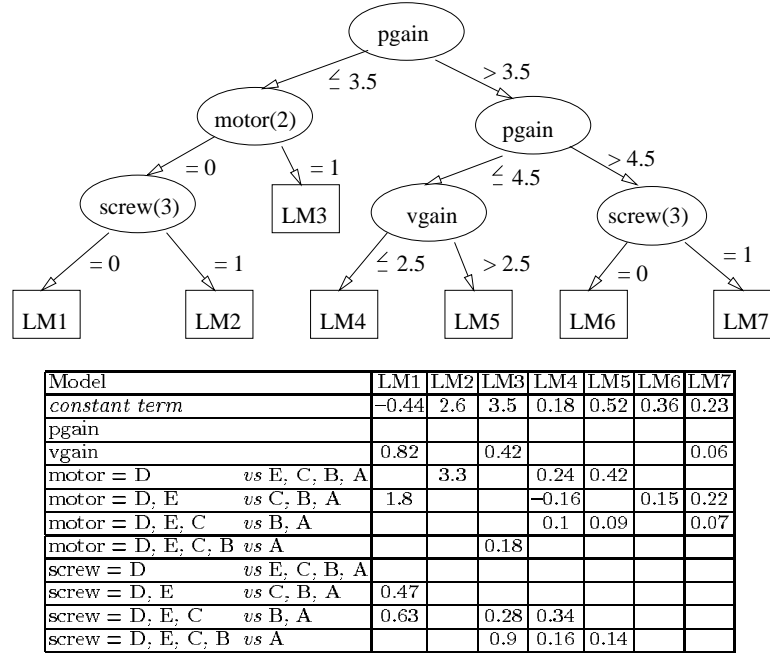 pgain
≤ 3.5
> 3.5
motor(2)
pgain
= 0
= 1
≤ 4.5
> 4.5
screw(3)
LM3
vgain
screw(3)
= 0
= 1
≤ 2.5
> 2.5
= 0
= 1
LM1
LM2
LM4
LM5
LM6
LM7
Model LM1 LM2 LM3 LM4 LM5 LM6 LM7
constant term −0.44 2.6 3.5 0.18 0.52 0.36 0.23
pgain
vgain 0.82 0.42 0.06
motor = D vs E, C, B, A 3.3 0.24 0.42
motor = D, E vs C, B, A 1.8 −0.16 0.15 0.22
motor = D, E, C vs B, A 0.1 0.09 0.07
motor = D, E, C, B vs A 0.18
screw = D vs E, C, B, A
screw = D, E vs C, B, A 0.47
screw = D, E, C vs B, A 0.63 0.28 0.34
screw = D, E, C, B vs A 0.9 0.16 0.14